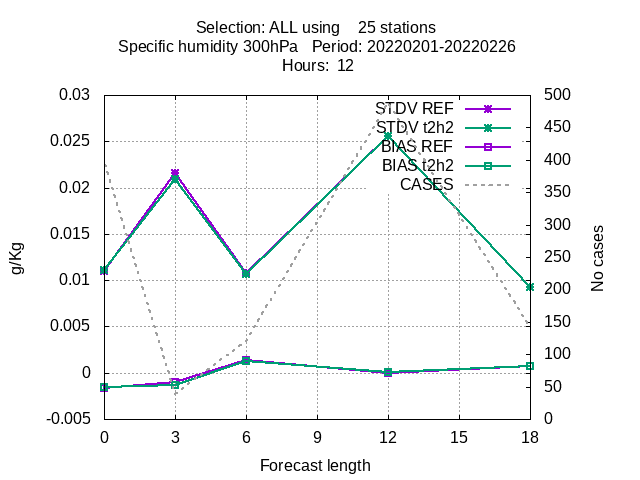 Selection: ALL using    25 stations
Specific humidity 300hPa   Period: 20220201-20220226
Hours:  12
0.03
0.025
0.02
0.015
0.01
0.005
0
-0.005
g/Kg
STDV REF
STDV t2h2
BIAS REF
BIAS t2h2
CASES
500
450
400
350
300
250
200
150
100
50
0
No cases
0 3 6 9 12 15 18
Forecast length